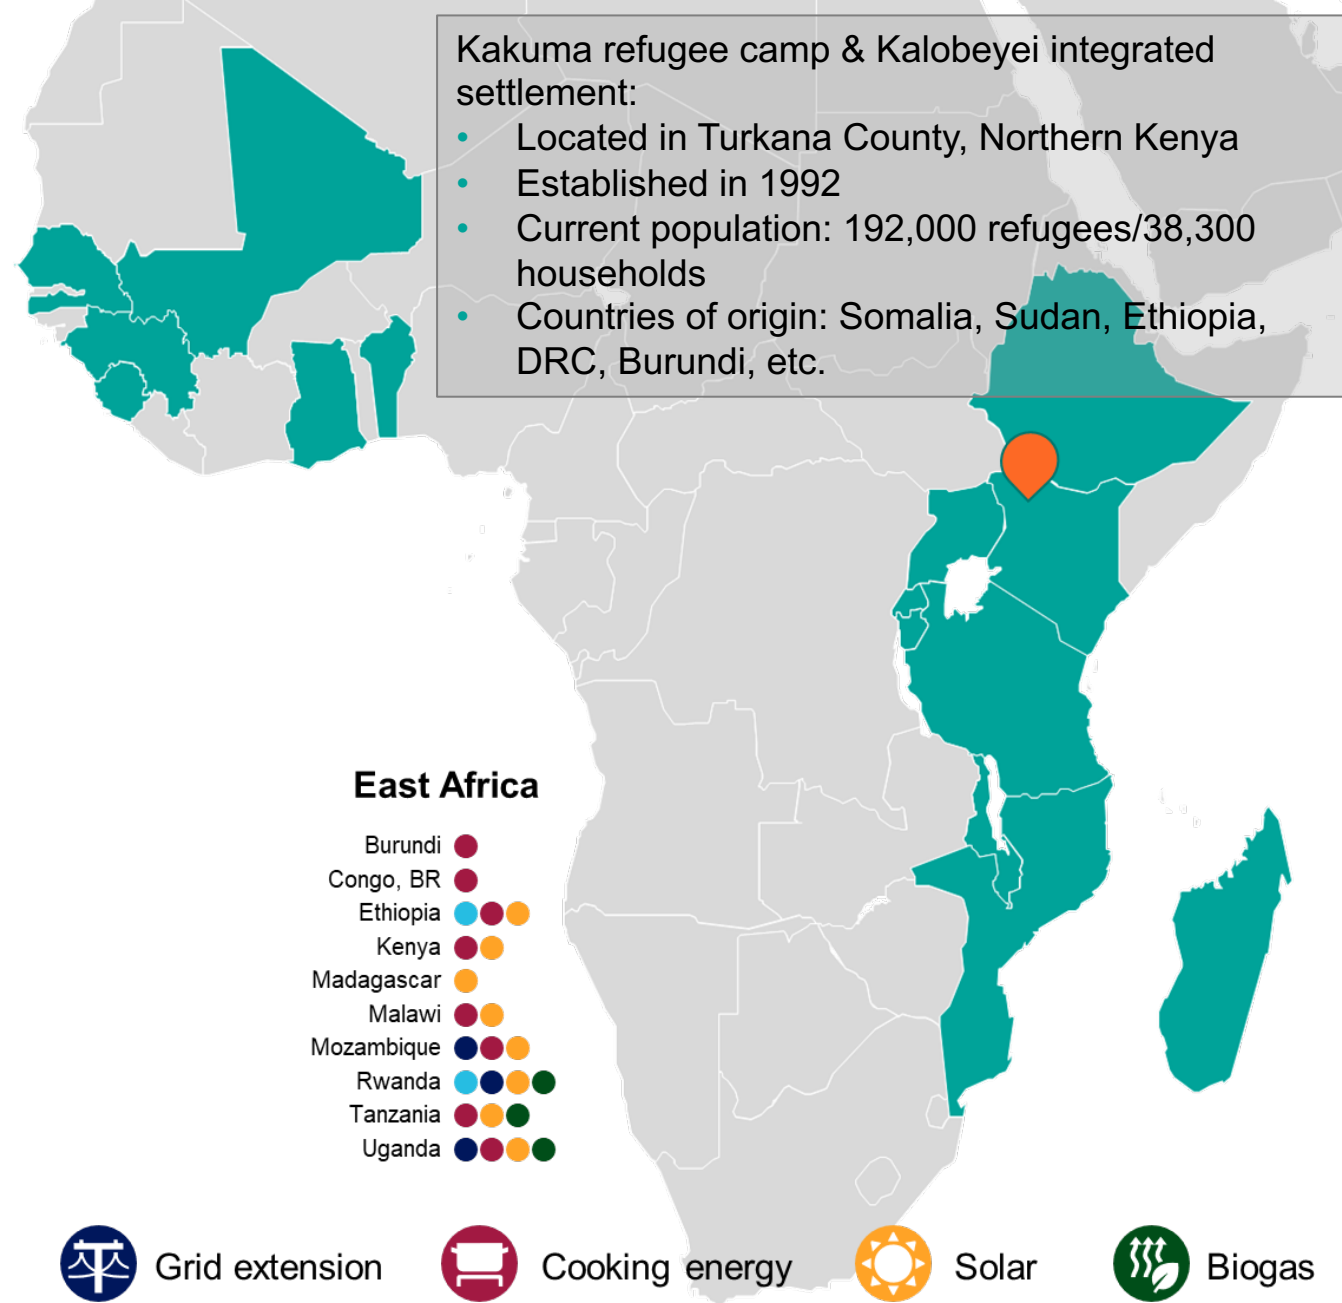 Kakuma refugee camp & Kalobeyei integrated
settlement:
• Located in Turkana County, Northern Kenya
• Established in 1992
• Current population: 192,000 refugees/38,300
households
• Countries of origin: Somalia, Sudan, Ethiopia,
DRC, Burundi, etc.
East Africa
Burundi
Congo, BR
Ethiopia
Kenya
Madagascar
Malawi
Mozambique
Rwanda
Tanzania
Uganda
Grid extension
Cooking energy
Solar
Biogas